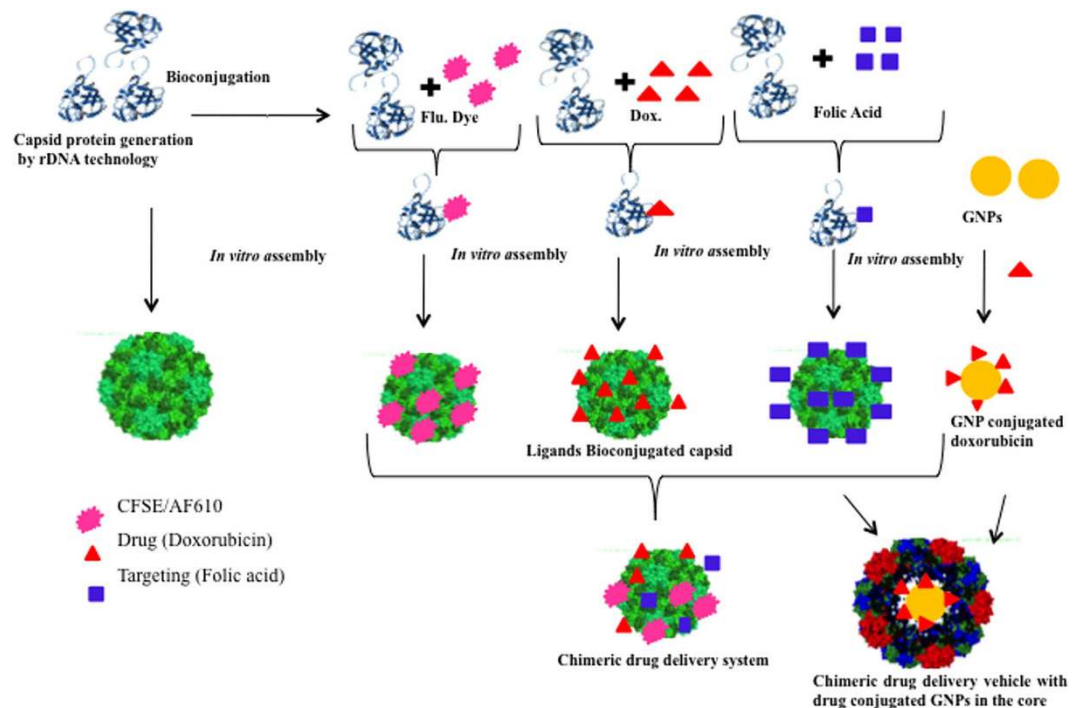 Bioconjugation
Capsid protein generation
by rDNA technology
Flu. Dye
Dox.
Folic Acid
GNPs
In vitro assembly
In vitro assembly
In vitro assembly
In vitro assembly
Ligands Bioconjugated capsid
GNP conjugated
doxorubicin
CFSE/AF610
Drug (Doxorubicin)
Targeting (Folic acid)
Chimeric drug delivery system
Chimeric drug delivery vehicle with
drug conjugated GNPs in the core